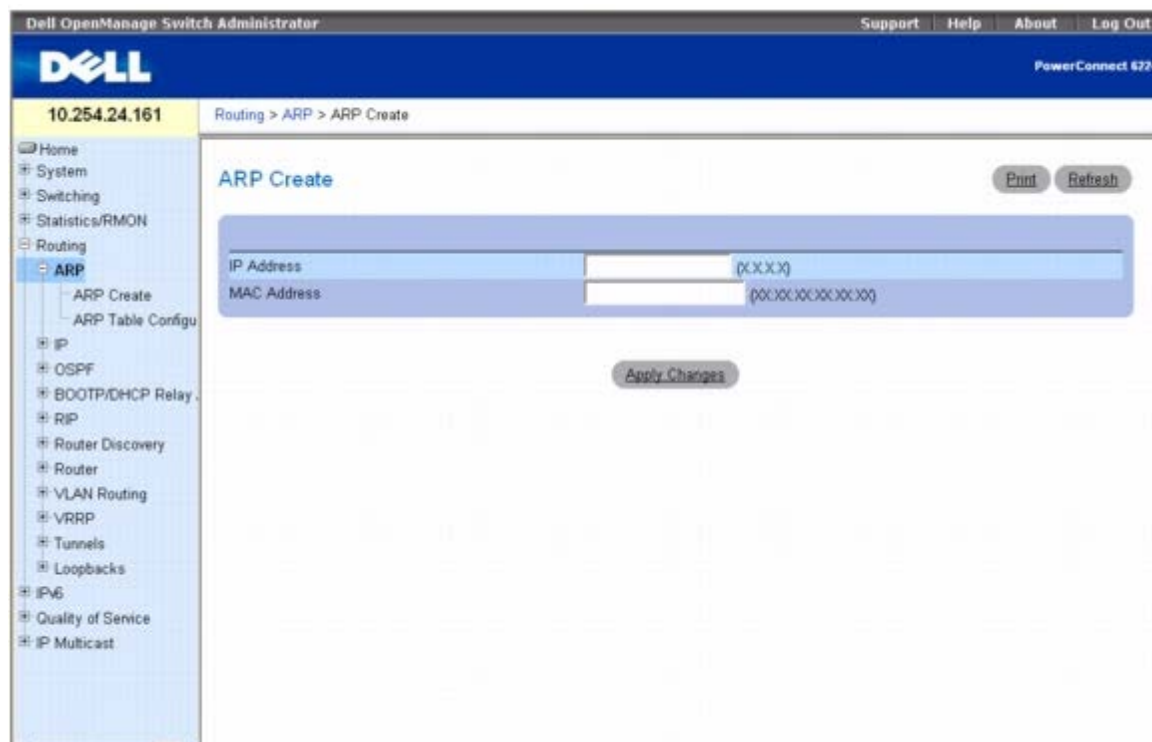 Dell OpenManage Switch Administrator Support Help About Log Out
DELL
PowerConnect 622
10.254.24.161
Routing > ARP > ARP Create
Home
System
Switching
Statistics/RMON
Routing
ARP
ARP Create
ARP Table Configu
IP
OSPF
BOOTP/DHCP Relay
RIP
Router Discovery
Router
VLAN Routing
VRRP
Tunnels
Loopbacks
IPv6
Quality of Service
IP Multicast
ARP Create
Print Refresh
IP Address (X.X.X.X)
MAC Address (XX:XX:XX:XX:XX:XX)
Apply Changes